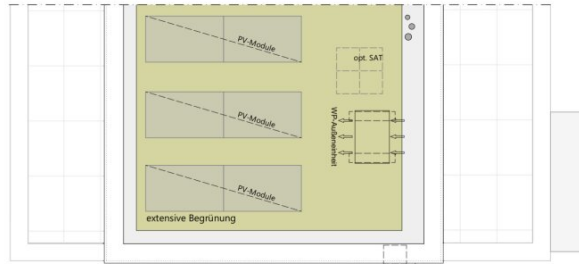 PV-Module
opt. SAT
PV-Module
WP-Außeneinheit
PV-Module
extensive Begrünung